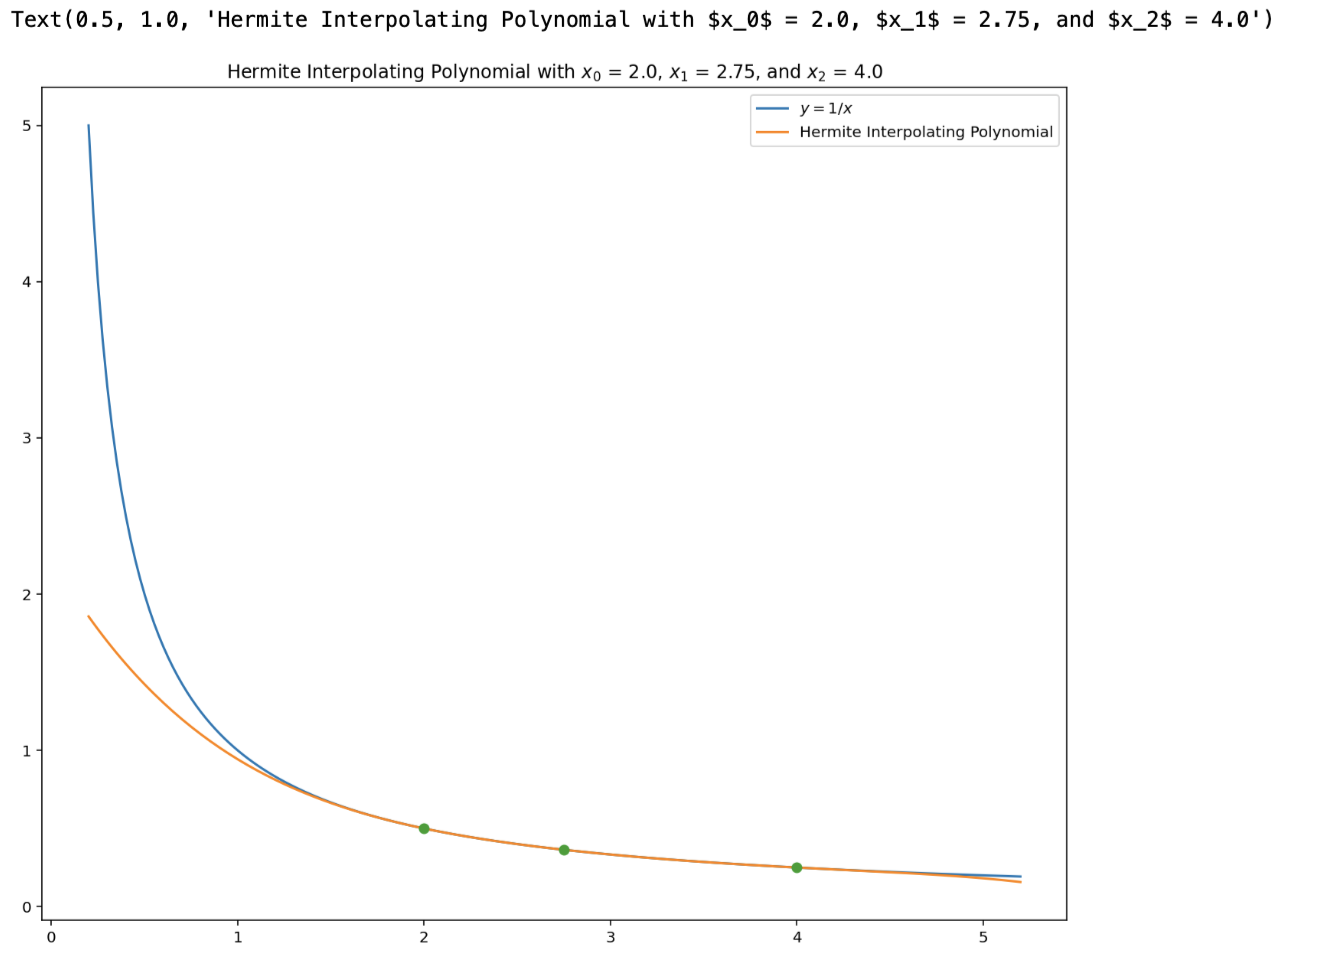 Text(0.5, 1.0, 'Hermite Interpolating Polynomial with $x_0$ = 2.0, $x_1$ = 2.75, and $x_2$ = 4.0')
Hermite Interpolating Polynomial with x₀ = 2.0, x₁ = 2.75, and x₂ = 4.0
y = 1/x
Hermite Interpolating Polynomial
5
4
3
2
1
0
0 1 2 3 4 5